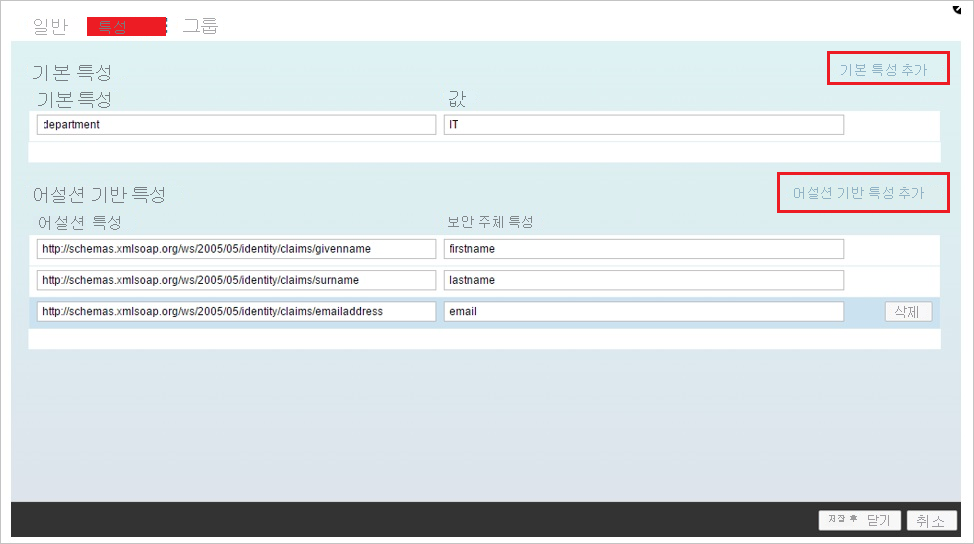 일반 특성 그룹
기본 특성 기본 특성 추가
기본 특성 값
department IT
어설션 기반 특성 어설션 기반 특성 추가
어설션 특성 보안 주체 특성
http://schemas.xmlsoap.org/ws/2005/05/identity/claims/givenname firstname
http://schemas.xmlsoap.org/ws/2005/05/identity/claims/surname lastname
http://schemas.xmlsoap.org/ws/2005/05/identity/claims/emailaddress email 삭제
저장 후 닫기 취소